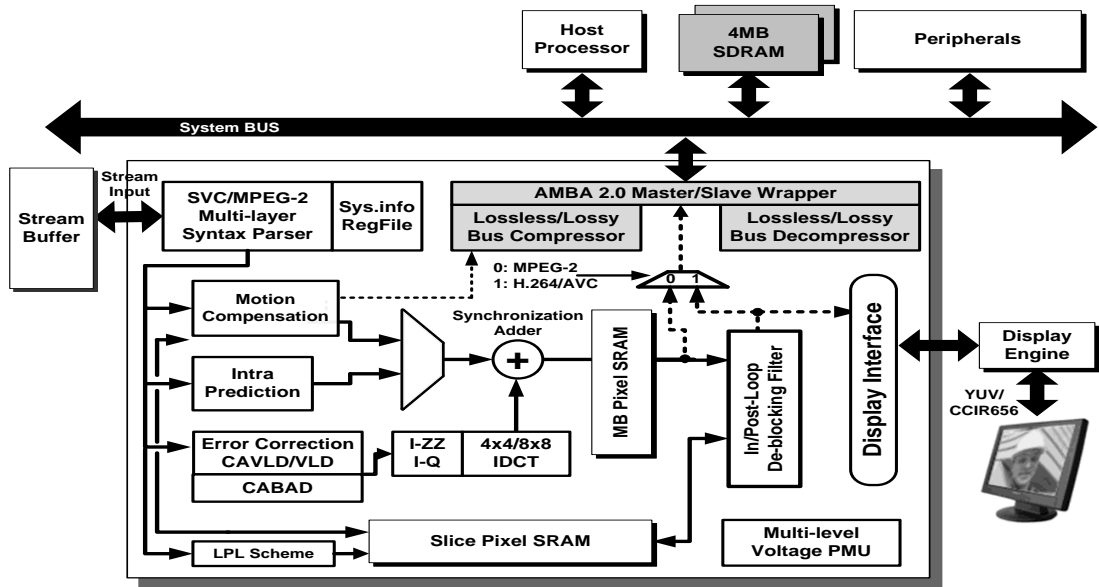 Host
Processor
4MB
SDRAM
Peripherals
System BUS
Stream
Buffer
Stream
Input
SVC/MPEG-2
Multi-layer
Syntax Parser
Sys.info
RegFile
AMBA 2.0 Master/Slave Wrapper
Lossless/Lossy
Bus Compressor
Lossless/Lossy
Bus Decompressor
0: MPEG-2
1: H.264/AVC
0 1
Motion
Compensation
Synchronization
Adder
+
Intra
Prediction
MB Pixel SRAM
In/Post-Loop
De-blocking Filter
Display Interface
Display
Engine
YUV/
CCIR656
Error Correction
CAVLD/VLD
CABAD
I-ZZ
I-Q
4x4/8x8
IDCT
Slice Pixel SRAM
LPL Scheme
Multi-level
Voltage PMU